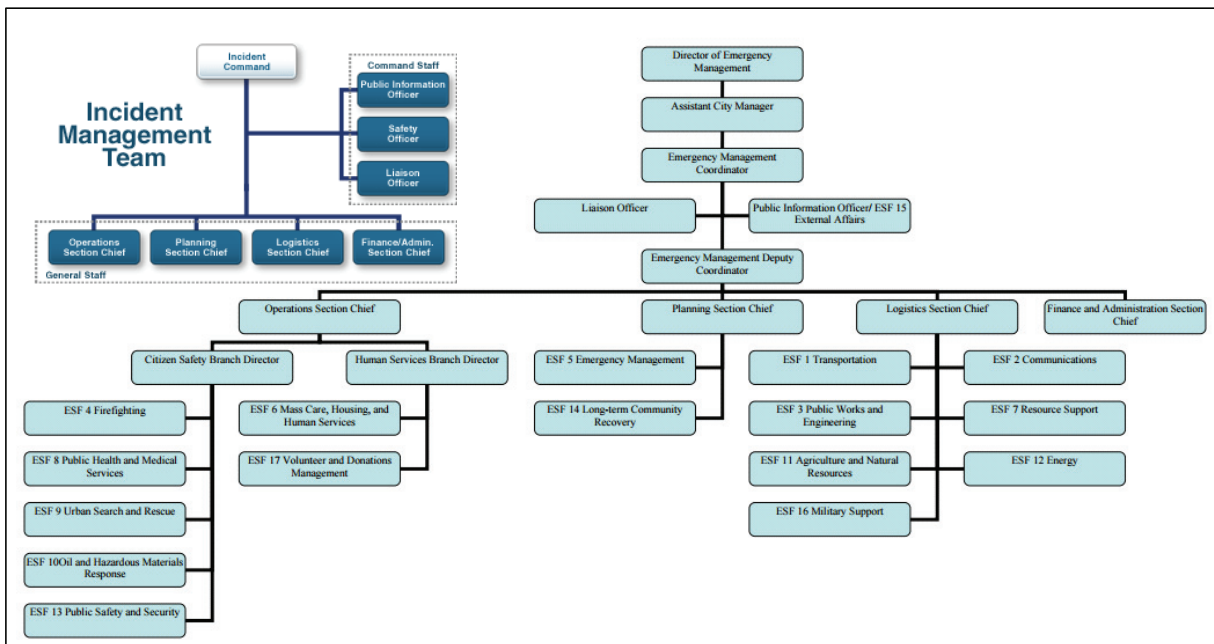 Incident
Command
Command Staff
Public Information
Officer
Safety
Officer
Liaison
Officer
Incident
Management
Team
Operations
Section Chief
Planning
Section Chief
Logistics
Section Chief
Finance/Admin.
Section Chief
General Staff
Director of Emergency
Management
Assistant City Manager
Emergency Management
Coordinator
Liaison Officer
Public Information Officer/ ESF 15
External Affairs
Emergency Management Deputy
Coordinator
Operations Section Chief
Planning Section Chief
Logistics Section Chief
Finance and Administration Section
Chief
Citizen Safety Branch Director
Human Services Branch Director
ESF 5 Emergency Management
ESF 1 Transportation
ESF 2 Communications
ESF 4 Firefighting
ESF 6 Mass Care, Housing, and
Human Services
ESF 14 Long-term Community
Recovery
ESF 3 Public Works and
Engineering
ESF 7 Resource Support
ESF 8 Public Health and Medical
Services
ESF 17 Volunteer and Donations
Management
ESF 11 Agriculture and Natural
Resources
ESF 12 Energy
ESF 9 Urban Search and Rescue
ESF 16 Military Support
ESF 10Oil and Hazardous Materials
Response
ESF 13 Public Safety and Security